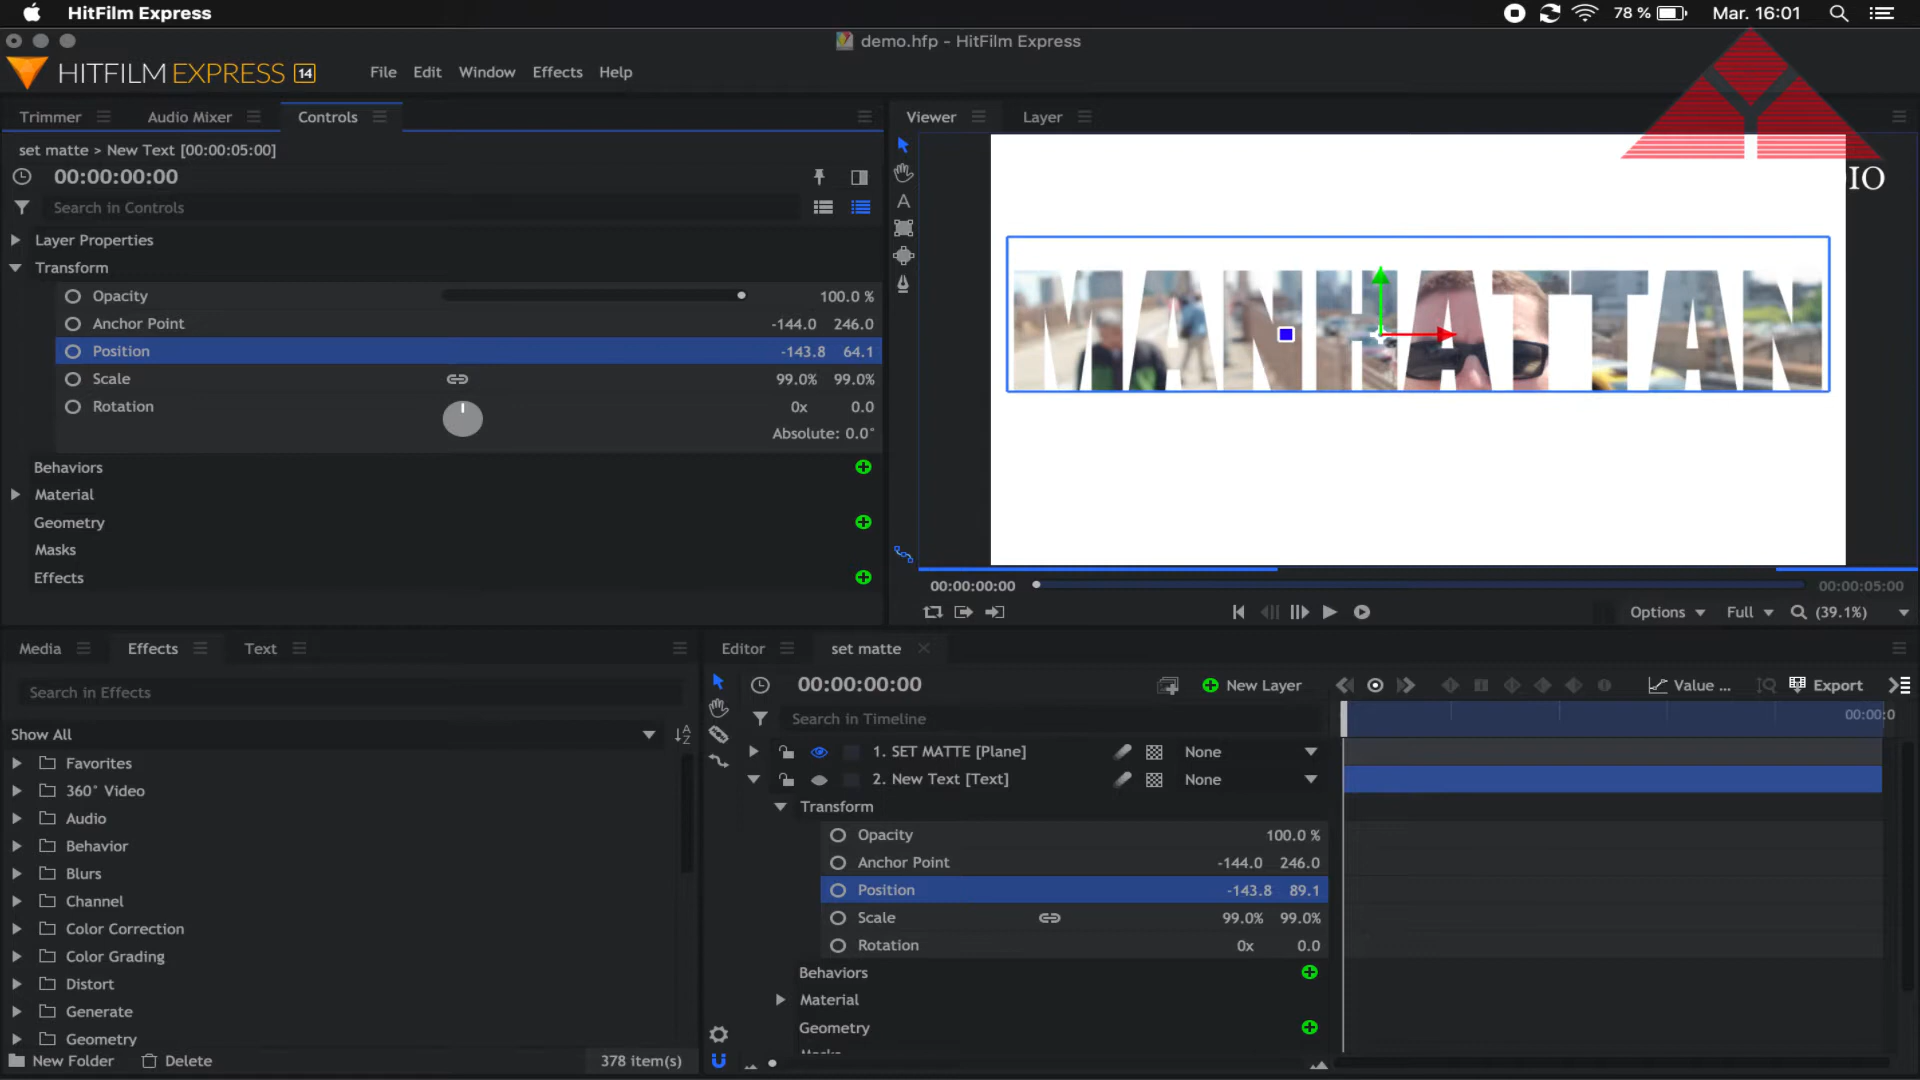 HitFilm Express
78 %
Mar. 16:01
demo.hfp - HitFilm Express
HITFILM EXPRESS 14
File Edit Window Effects Help
Trimmer
Audio Mixer
Controls
Viewer
Layer
set matte > New Text [00:00:05:00]
00:00:00:00
IO
Search in Controls
Layer Properties
Transform
Opacity 100.0 %
Anchor Point -144.0 246.0
Position -143.8 64.1
Scale 99.0% 99.0%
Rotation 0x 0.0
Absolute: 0.0°
Behaviors
Material
Geometry
Masks
Effects
MANHATTAN
00:00:00:00
00:00:05:00
Options
Full
(39.1%)
Media
Effects
Text
Search in Effects
Show All
Favorites
360° Video
Audio
Behavior
Blurs
Channel
Color Correction
Color Grading
Distort
Generate
Geometry
New Folder
Delete
378 item(s)
Editor
set matte
00:00:00:00
New Layer
Value ...
Export
Search in Timeline
00:00:0
1. SET MATTE [Plane] None
2. New Text [Text] None
Transform
Opacity 100.0 %
Anchor Point -144.0 246.0
Position -143.8 89.1
Scale 99.0% 99.0%
Rotation 0x 0.0
Behaviors
Material
Geometry